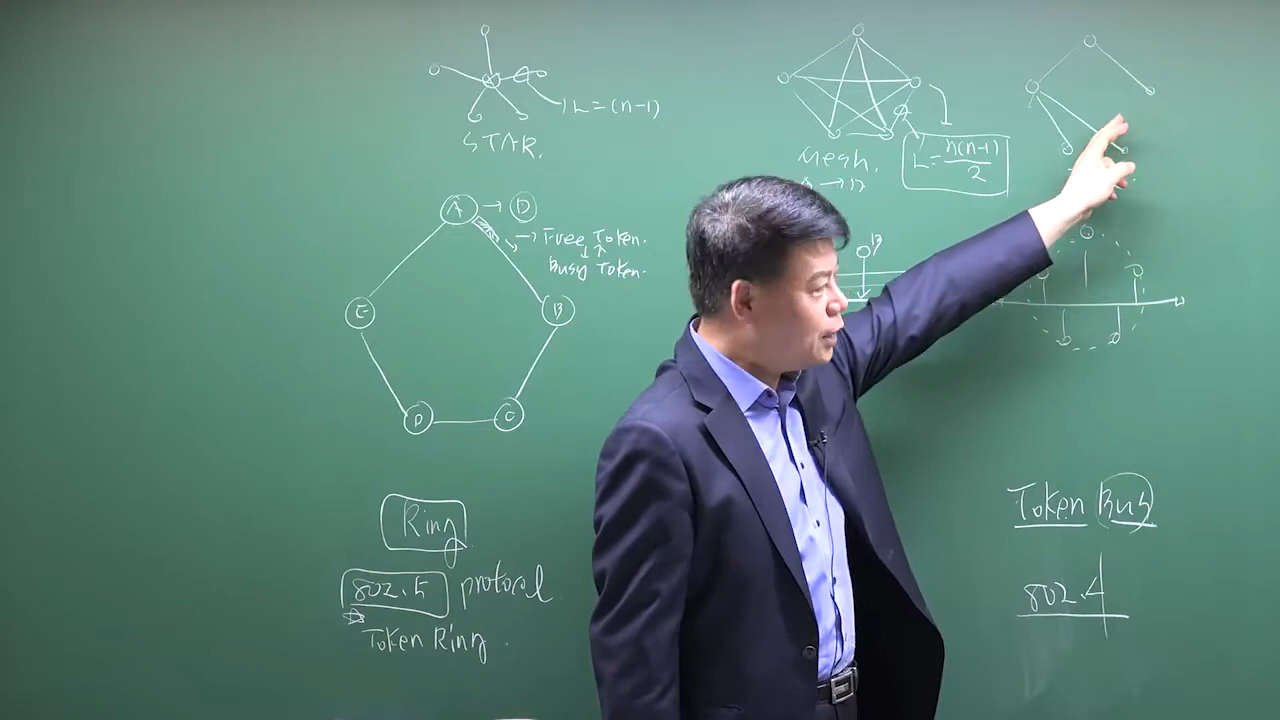 L=(n-1)
STAR.
Mesh.
L=n(n-1)/2
A → D
→ Free Token.
Busy Token.
E
B
B
D
C
Ring
802.5 protocol
Token Ring.
Token Bus
802.4